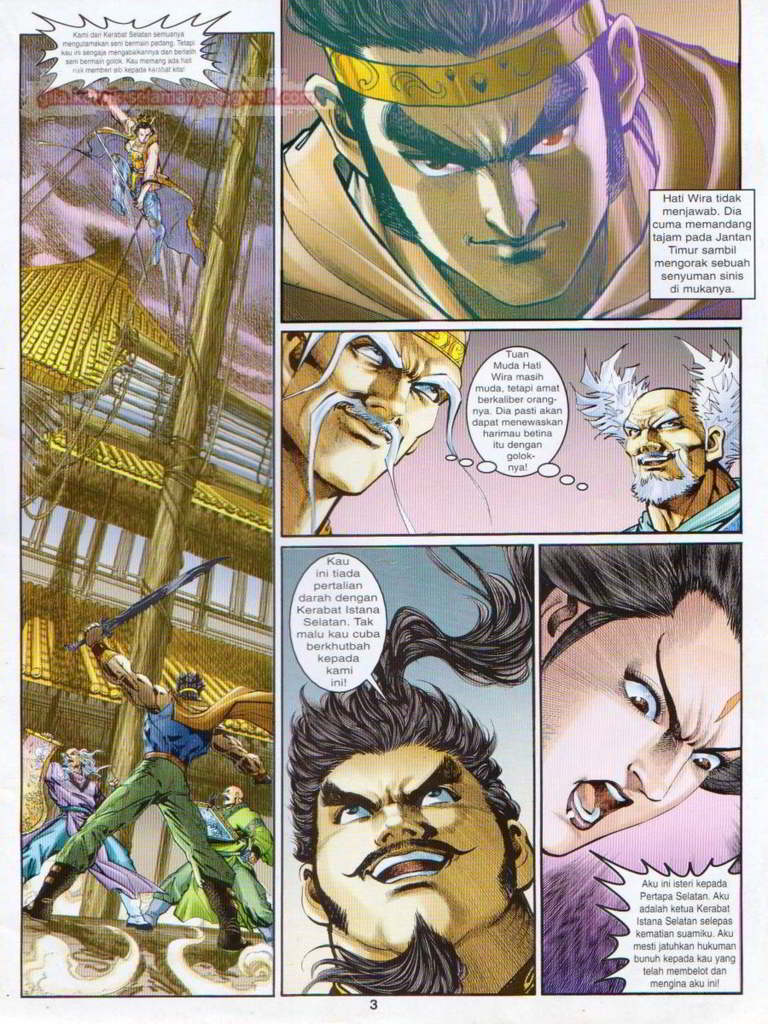 Kami dari Kerabat Selatan semuanya
mengutamakan seni bermain pedang. Tetapi
kau ini sengaja mengabaikannya dan beralih
seni bermain golok. Kau memang ada hati
nak memberi aib kepada kerabat kita!
Hati Wira tidak
menjawab. Dia
cuma memandang
tajam pada Jantan
Timur sambil
mengorak sebuah
senyuman sinis
di mukanya.
Tuan
Muda Hati
Wira masih
muda, tetapi amat
berkaliber orang-
nya. Dia pasti akan
dapat menewaskan
harimau betina
itu dengan
golok-
nya!
Kau
ini tiada
pertalian
darah dengan
Kerabat Istana
Selatan. Tak
malu kau cuba
berkhutbah
kepada
kami
ini!
Aku ini isteri kepada
Pertapa Selatan. Aku
adalah ketua Kerabat
Istana Selatan selepas
kematian suamiku. Aku
mesti jatuhkan hukuman
bunuh kepada kau yang
telah membelot dan
mengina aku ini!
3